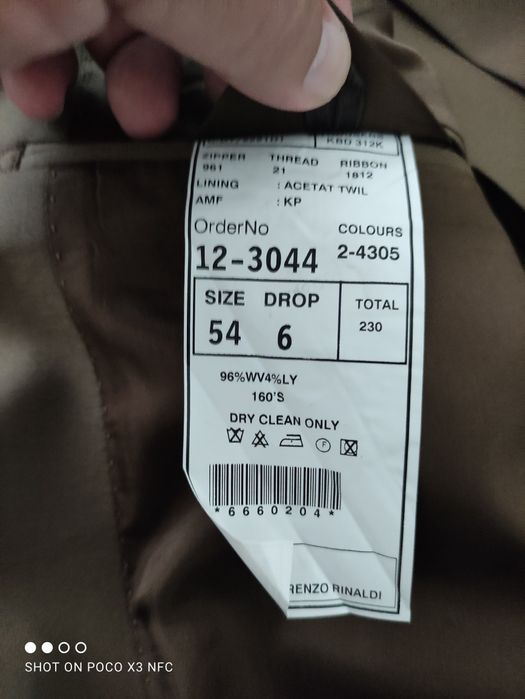 KBD 312K
ZIPPER THREAD RIBBON
961 21 1812
LINING : ACETAT TWIL
AMF : KP
OrderNo COLOURS
12-3044 2-4305
SIZE DROP TOTAL
54 6 230
96%WV4%LY
160'S
DRY CLEAN ONLY
F
*6660204*
RENZO RINALDI
SHOT ON POCO X3 NFC